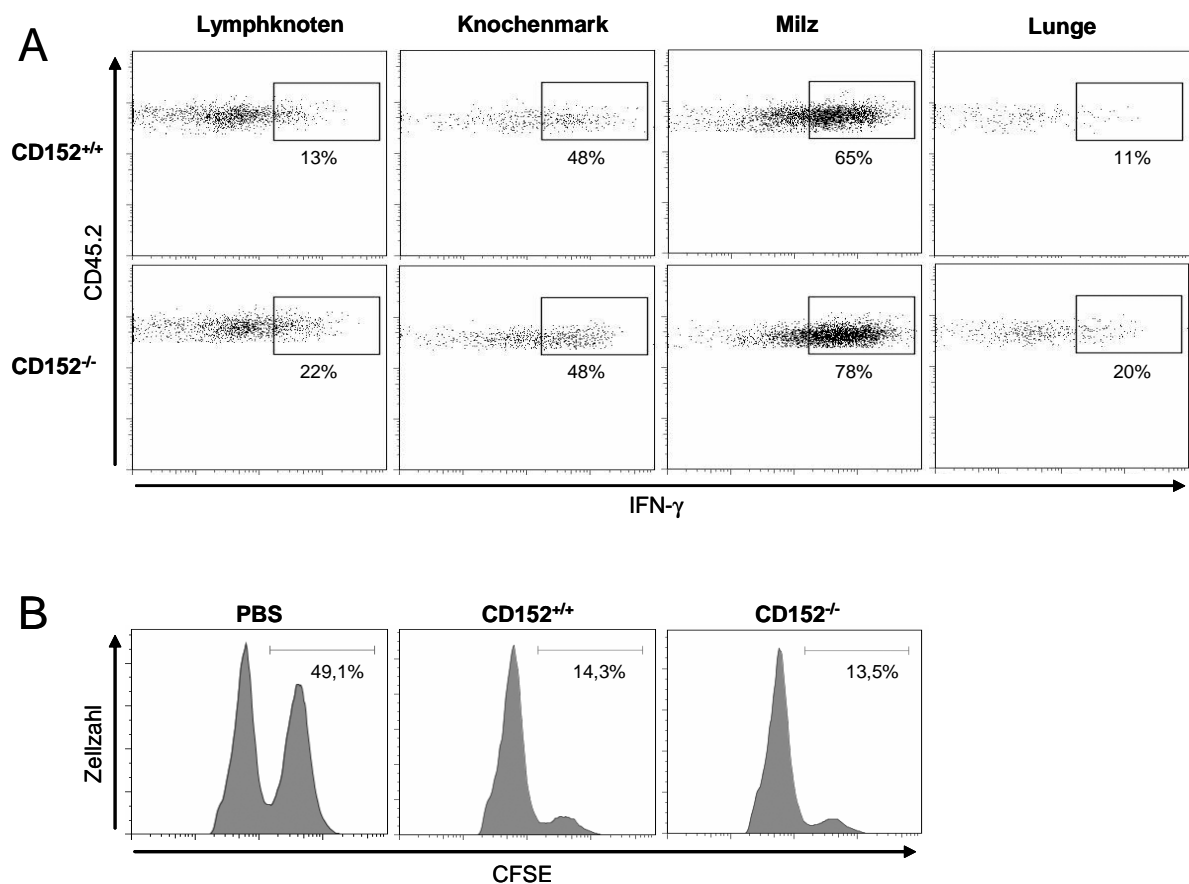 A
Lymphknoten Knochenmark Milz Lunge
CD152+/+
13% 48% 65% 11%
CD45.2
CD152-/-
22% 48% 78% 20%
IFN-γ
B
PBS CD152+/+ CD152-/-
49,1% 14,3% 13,5%
Zellzahl
CFSE